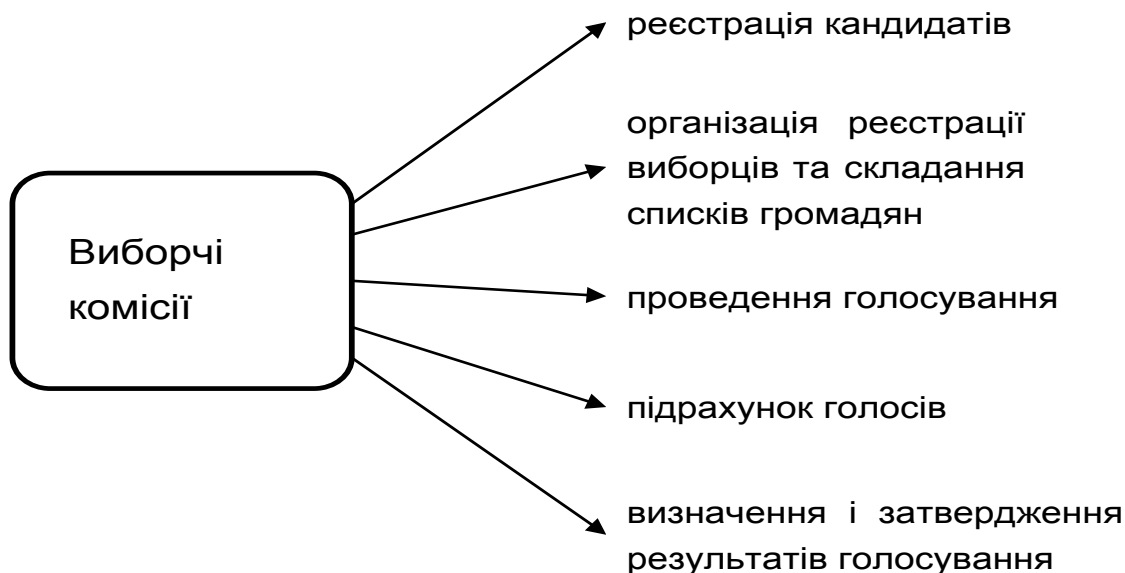 реєстрація кандидатів
організація реєстрації
виборців та складання
списків громадян
Виборчі
комісії
проведення голосування
підрахунок голосів
визначення і затвердження
результатів голосування